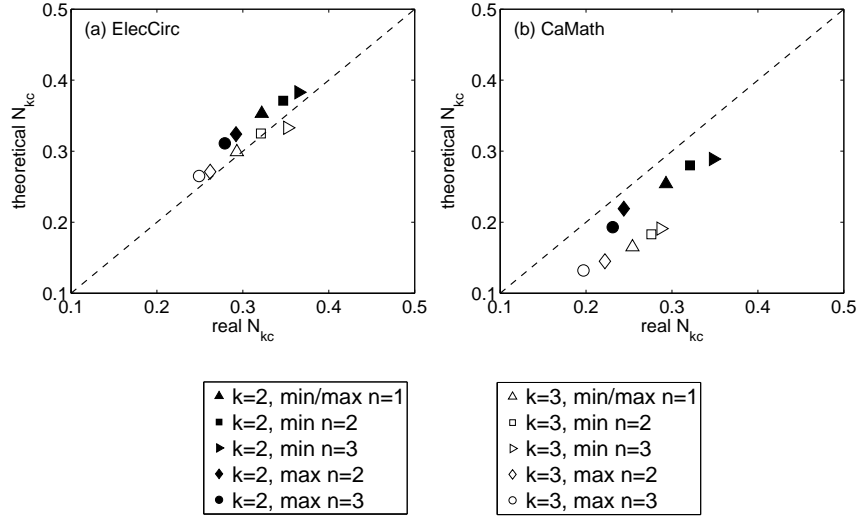 (a) ElecCirc
theoretical N_kc
0.5
0.4
0.3
0.2
0.1
0.1 0.2 0.3 0.4 0.5
real N_kc
(b) CaMath
theoretical N_kc
0.5
0.4
0.3
0.2
0.1
0.1 0.2 0.3 0.4 0.5
real N_kc
k=2, min/max n=1
k=2, min n=2
k=2, min n=3
k=2, max n=2
k=2, max n=3
k=3, min/max n=1
k=3, min n=2
k=3, min n=3
k=3, max n=2
k=3, max n=3